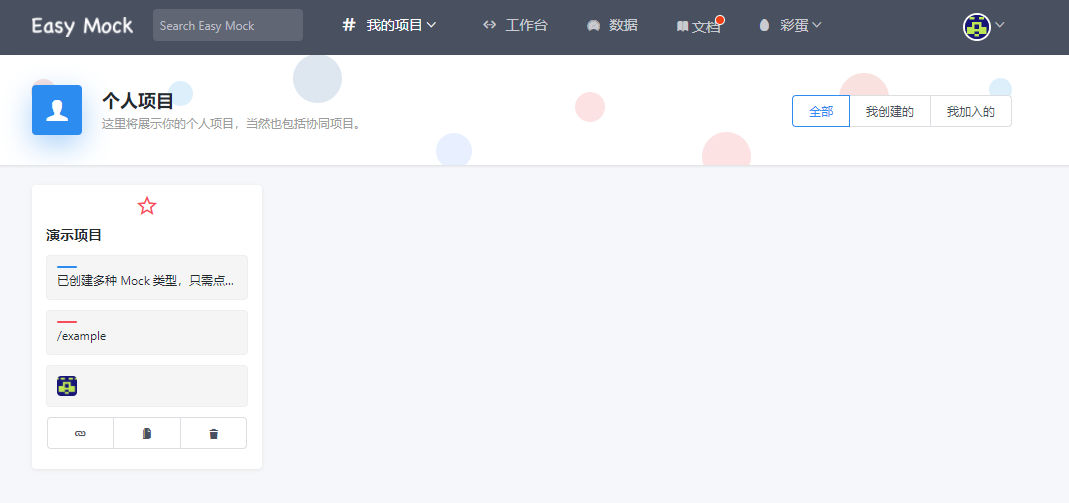 Easy Mock
Search Easy Mock
# 我的项目
工作台
数据
文档
彩蛋
个人项目
这里将展示你的个人项目，当然也包括协同项目。
全部
我创建的
我加入的
演示项目
已创建多种 Mock 类型，只需点...
/example